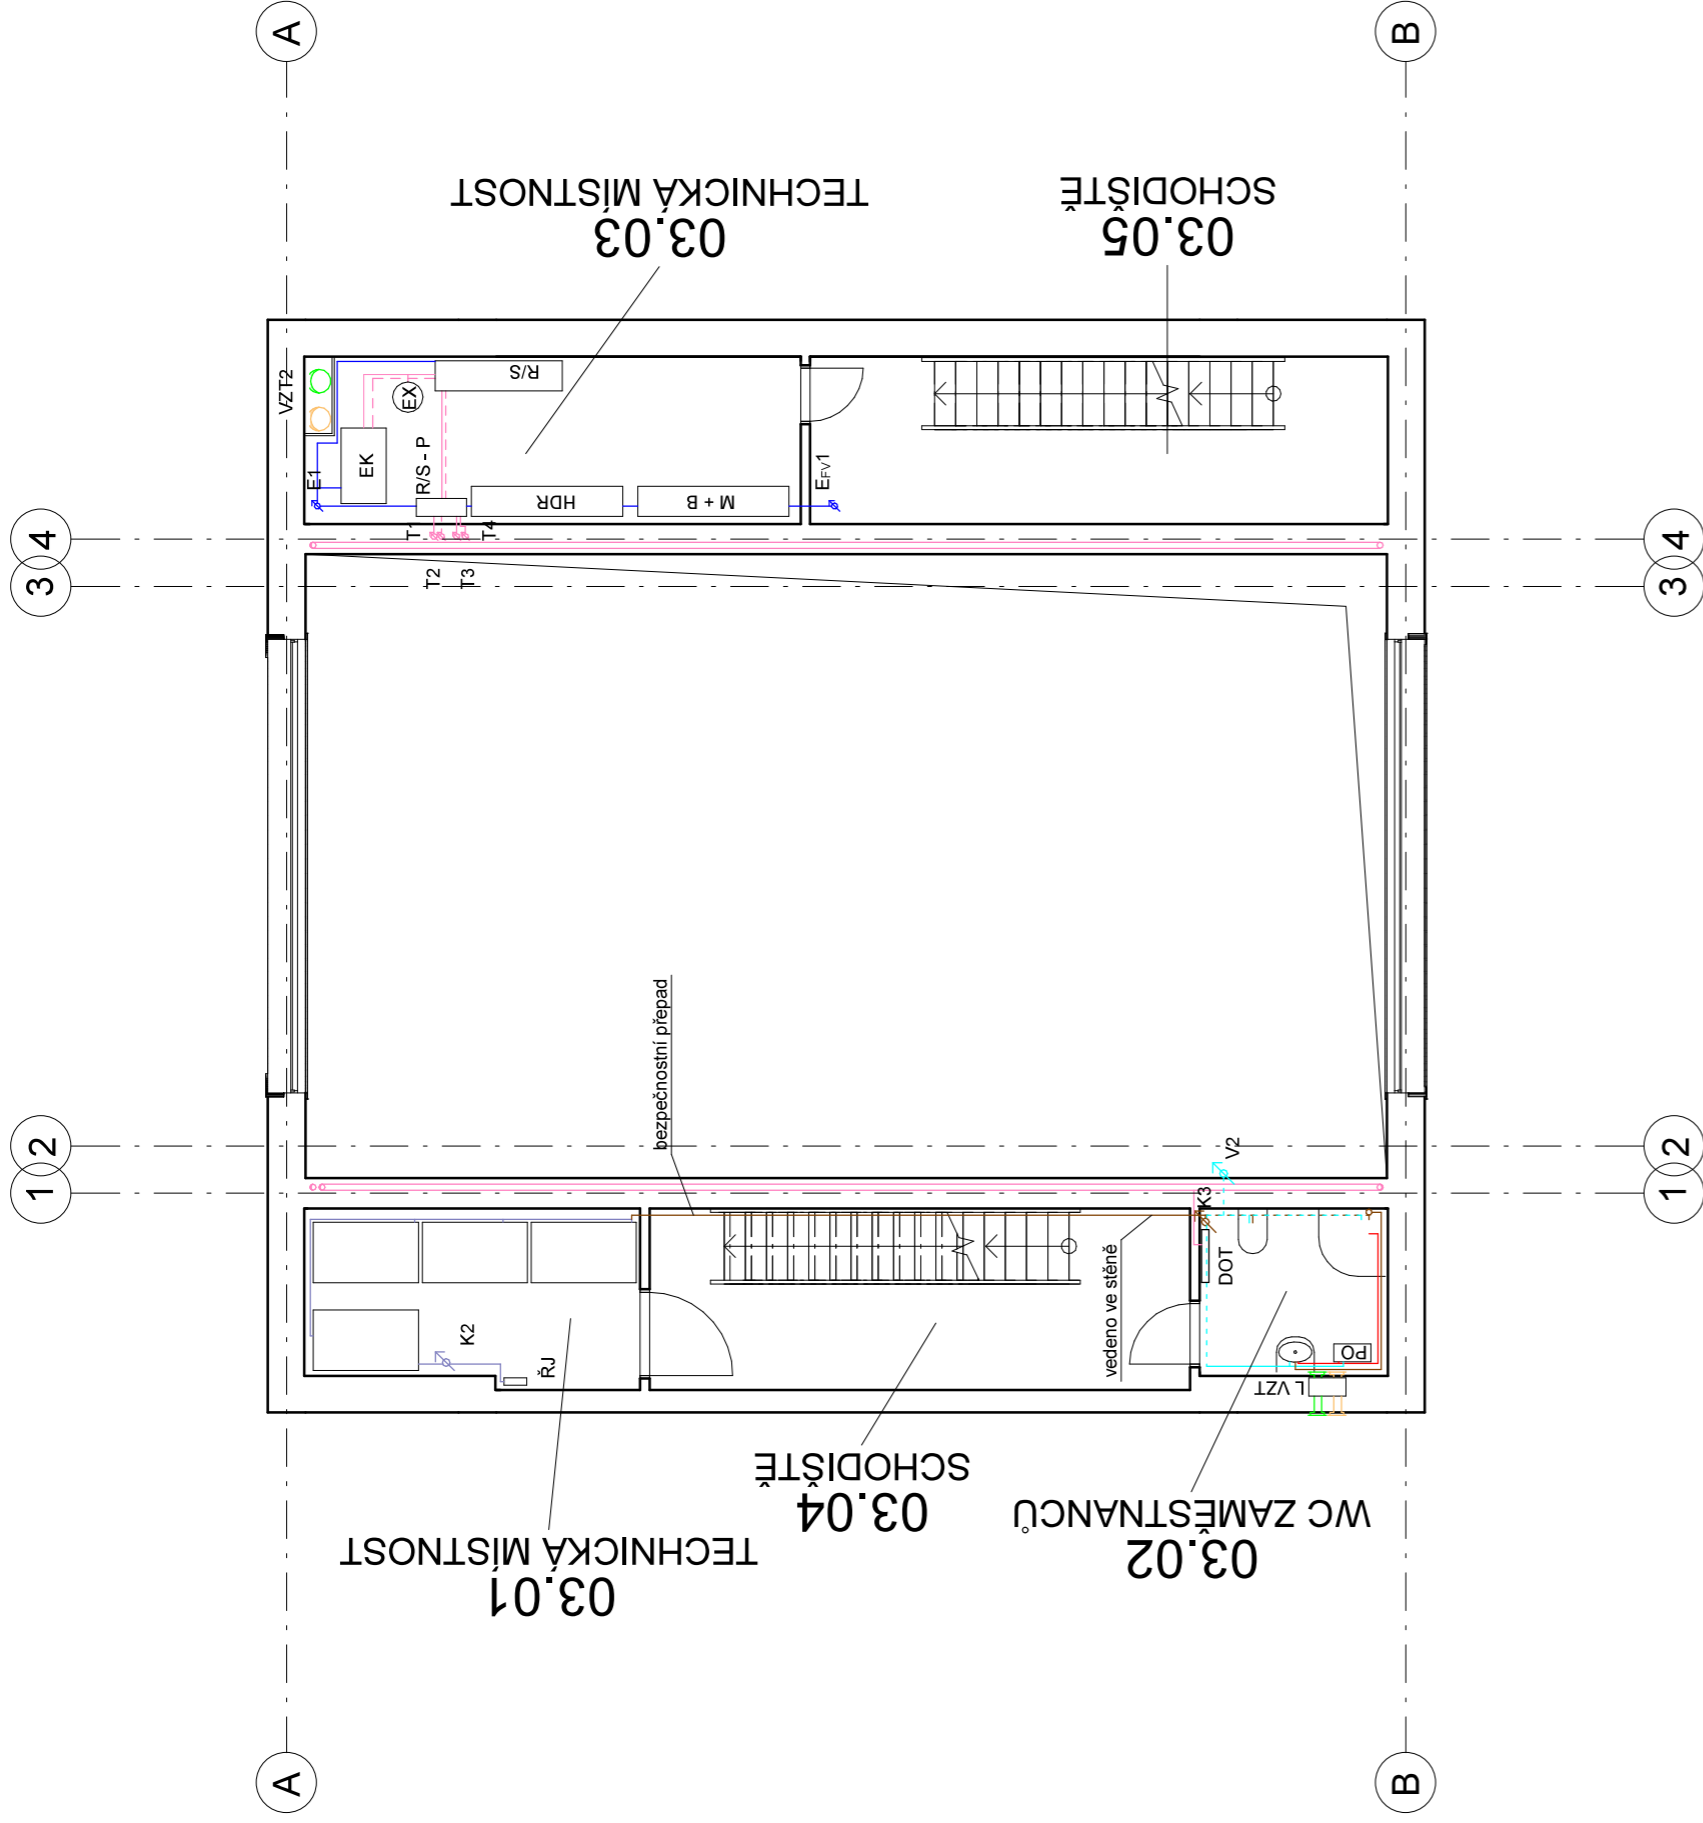 A
B
4
3
4
3
TECHNICKÁ MÍSTNOST
03.03
SCHODIŠTĚ
03.05
VZT2
E1
EK
EX
R/S
R/S - P
HDR
M + B
EFV1
T1
T4
T2
T3
bezpečnostní přepad
2
1
2
1
V2
K3
K2
ŘJ
vedeno ve stěně
DOT
PO
L VZT
SCHODIŠTĚ
03.04
WC ZAMĚSTNANCŮ
03.02
TECHNICKÁ MÍSTNOST
03.01
A
B